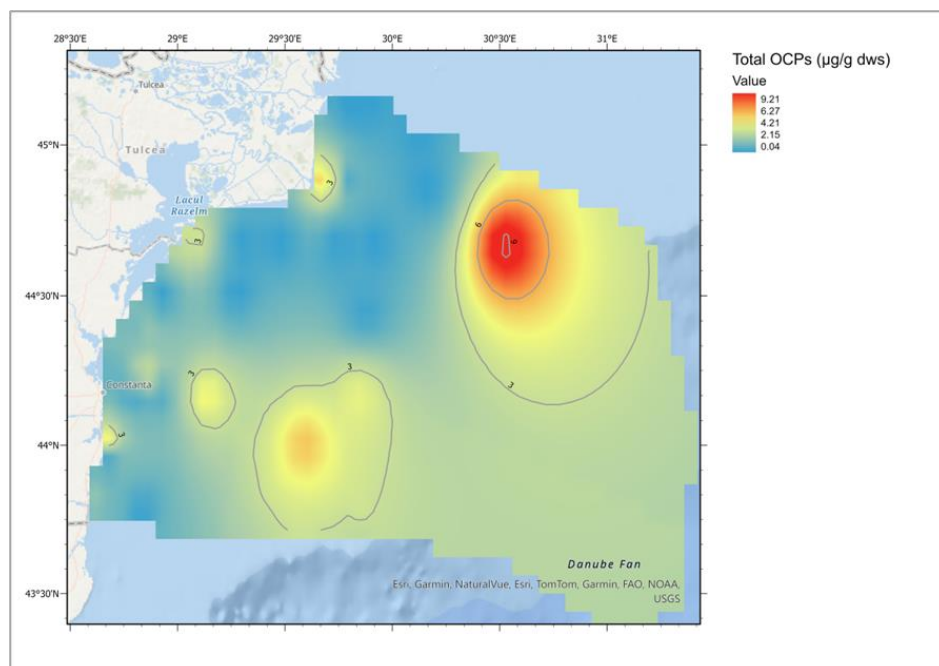 28°30'E 29°E 29°30'E 30°E 30°30'E 31°E
Total OCPs (µg/g dws)
Value
9.21
6.27
4.21
2.15
0.04
Tulcea
45°N
Tulcea
3
Lacul
Razelm
3
6
9
44°30'N
3
3
3
Constanta
3
44°N
Danube Fan
Esri, Garmin, NaturalVue, Esri, TomTom, Garmin, FAO, NOAA,
USGS
43°30'N